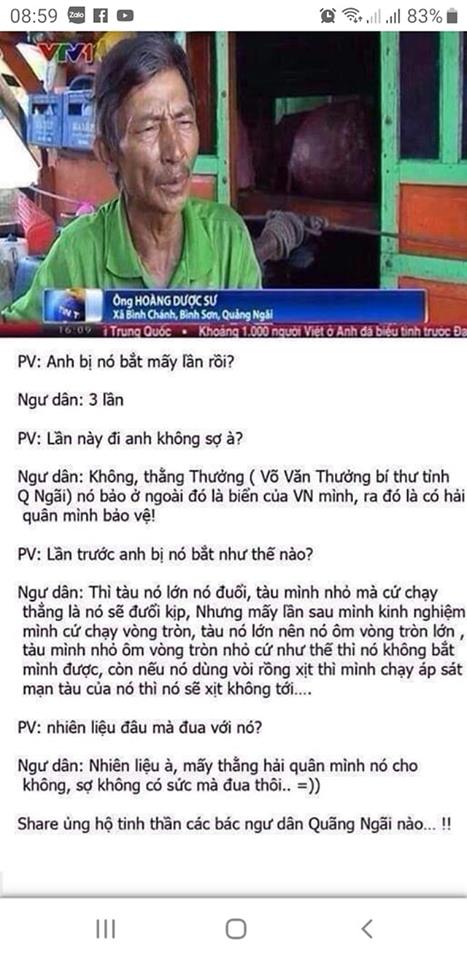 08:59 Zalo 83%
VTV1
Ông HOÀNG DƯỢC SƯ
Xã Bình Chánh, Bình Sơn, Quảng Ngãi
16:09 i Trung Quốc • Khoảng 1.000 người Việt ở Anh đã biểu tình trước Đạ
PV: Anh bị nó bắt mấy lần rồi?
Ngư dân: 3 lần
PV: Lần này đi anh không sợ à?
Ngư dân: Không, thằng Thưởng ( Võ Văn Thưởng bí thư tỉnh
Q Ngãi) nó bảo ở ngoài đó là biển của VN mình, ra đó là có hải
quân mình bảo vệ!
PV: Lần trước anh bị nó bắt như thế nào?
Ngư dân: Thì tàu nó lớn nó đuổi, tàu mình nhỏ mà cứ chạy
thẳng là nó sẽ đuổi kịp, Nhưng mấy lần sau mình kinh nghiệm
mình cứ chạy vòng tròn, tàu nó lớn nên nó ôm vòng tròn lớn ,
tàu mình nhỏ ôm vòng tròn nhỏ cứ như thế thì nó không bắt
mình được, còn nếu nó dùng vòi rồng xịt thì mình chạy áp sát
mạn tàu của nó thì nó sẽ xịt không tới....
PV: nhiên liệu đâu mà đua với nó?
Ngư dân: Nhiên liệu à, mấy thằng hải quân mình nó cho
không, sợ không có sức mà đua thôi.. =))
Share ủng hộ tinh thần các bác ngư dân Quãng Ngãi nào... !!